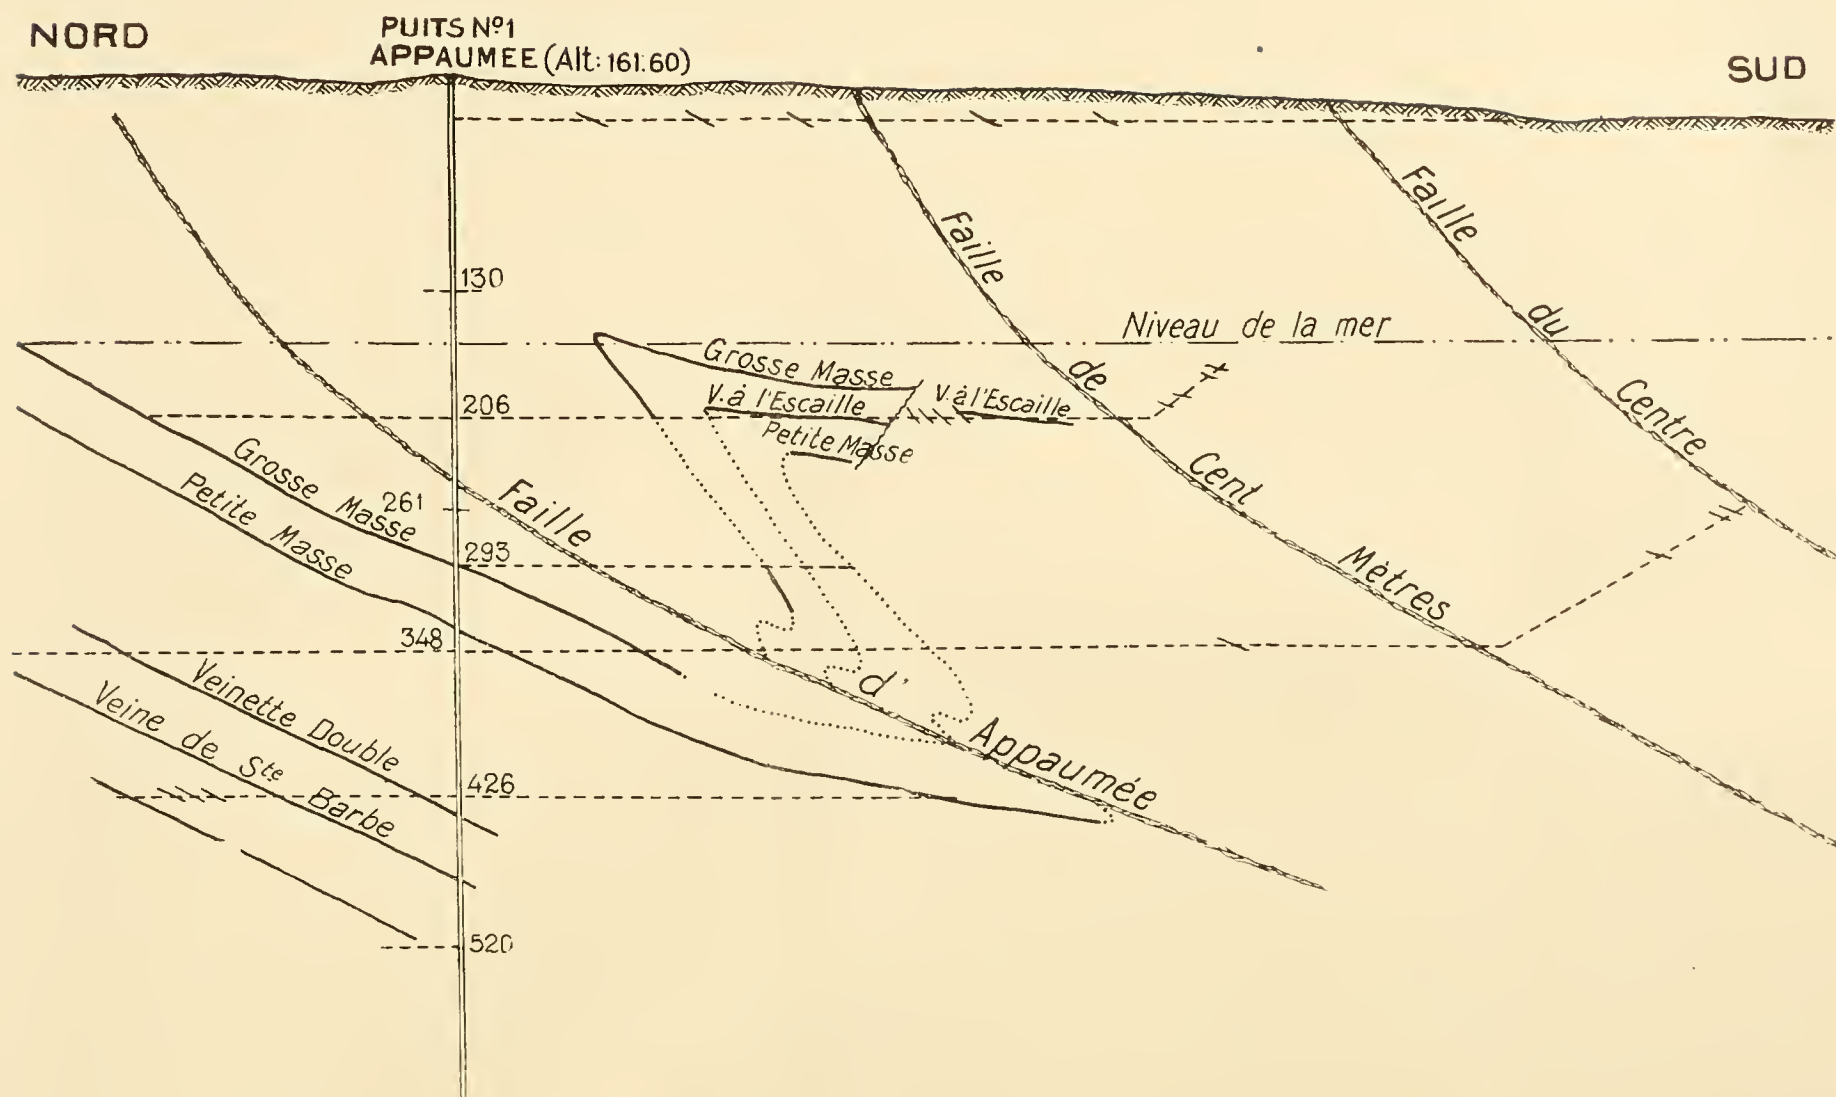 NORD
PUITS Nº1
APPAUMEE (Alt: 161.60)
SUD
130
Niveau de la mer
Faille de Cent Mètres
Faille du Centre
Grosse Masse
V. à l'Escaille
V. à l'Escaille
Petite Masse
206
Grosse Masse
Petite Masse
261
293
Faille d' Appaumée
348
Veinette Double
Veine de Ste Barbe
426
520